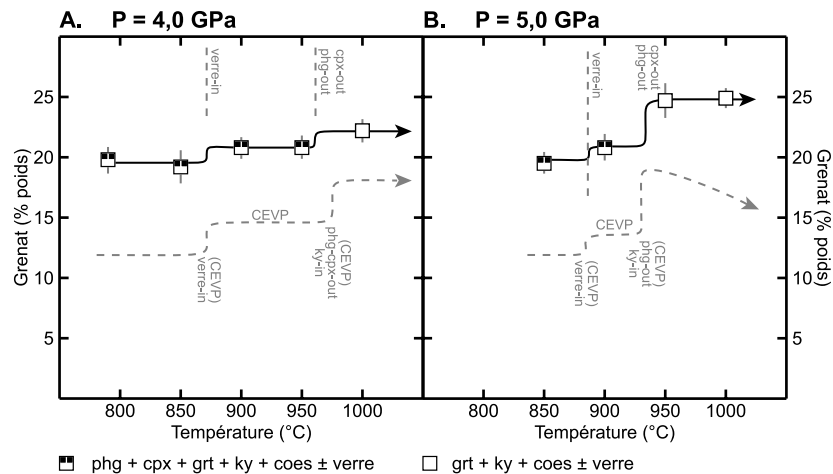 A. P = 4,0 GPa
B. P = 5,0 GPa
Grenat (% poids)
25
20
15
10
5
verre-in
cpx-out
phg-out
CEVP
(CEVP)
verre-in
(CEVP)
phg-cpx-out
ky-in
800 850 900 950 1000
Température (°C)
verre-in
cpx-out
phg-out
CEVP
(CEVP)
verre-in
(CEVP)
phg-out
ky-in
800 850 900 950 1000
Température (°C)
25
20
15
10
5
Grenat (% poids)
phg + cpx + grt + ky + coes ± verre
grt + ky + coes ± verre